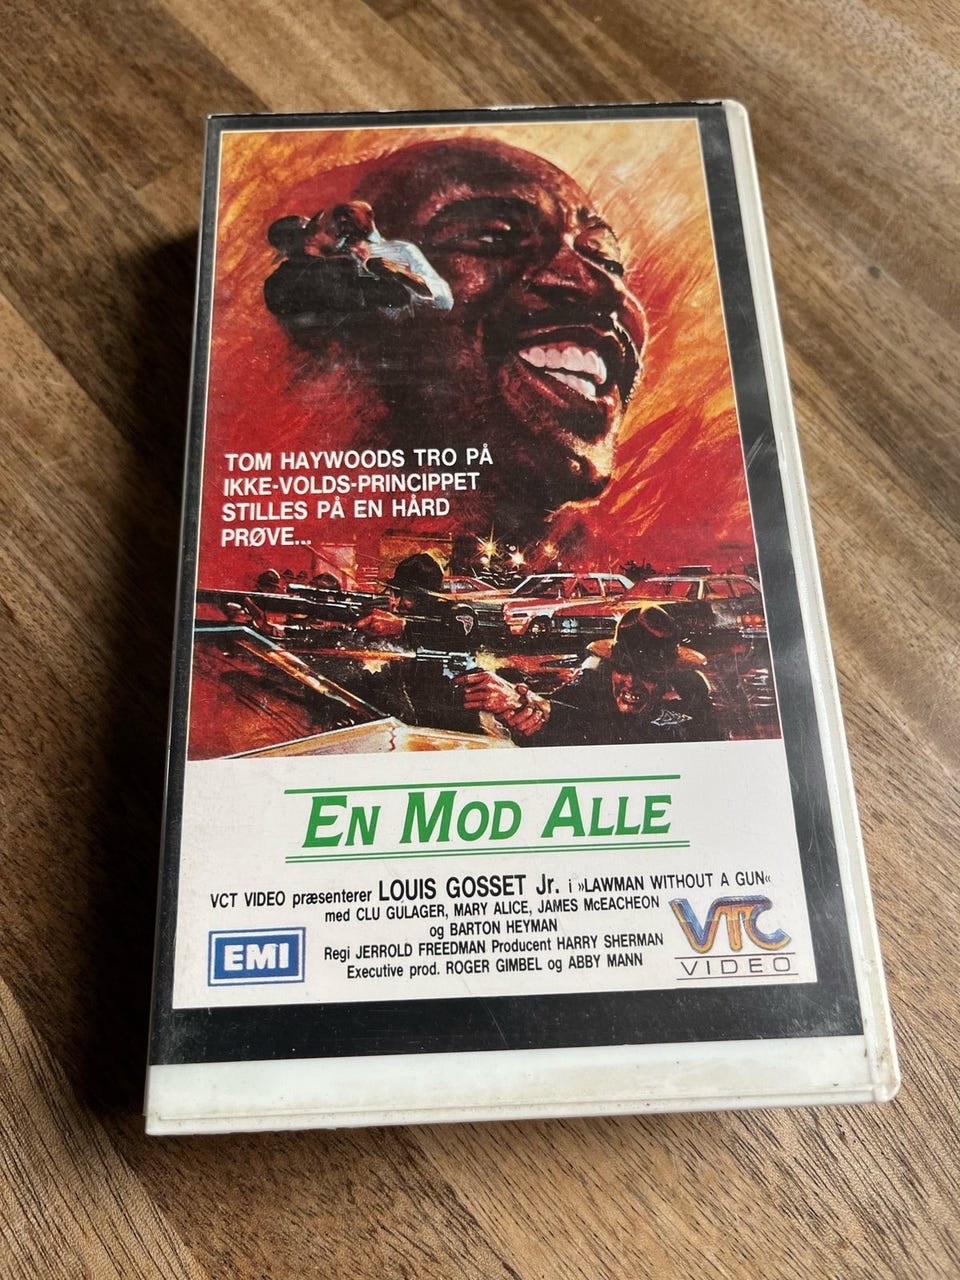 TOM HAYWOODS TRO PÅ
IKKE-VOLDS-PRINCIPPET
STILLES PÅ EN HÅRD
PRØVE...
EN MOD ALLE
VCT VIDEO præsenterer LOUIS GOSSET Jr. i »LAWMAN WITHOUT A GUN«
med CLU GULAGER, MARY ALICE, JAMES McEACHEON
og BARTON HEYMAN
Regi JERROLD FREEDMAN Producent HARRY SHERMAN
Executive prod. ROGER GIMBEL og ABBY MANN
EMI
VTC
VIDEO